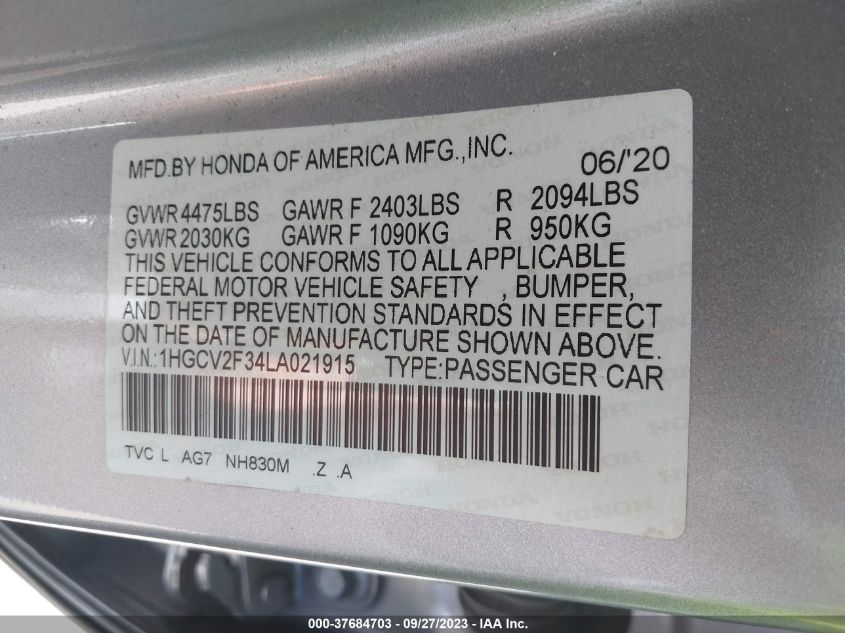 MFD.BY HONDA OF AMERICA MFG.,INC. 06/'20
GVWR 4475LBS GAWR F 2403LBS R 2094LBS
GVWR 2030KG GAWR F 1090KG R 950KG
THIS VEHICLE CONFORMS TO ALL APPLICABLE
FEDERAL MOTOR VEHICLE SAFETY , BUMPER,
AND THEFT PREVENTION STANDARDS IN EFFECT
ON THE DATE OF MANUFACTURE SHOWN ABOVE.
V.I.N.:1HGCV2F34LA021915 TYPE:PASSENGER CAR
TVC L AG7 NH830M .Z .A
000-37684703 / 09/27/2023 / © IAA, Inc.